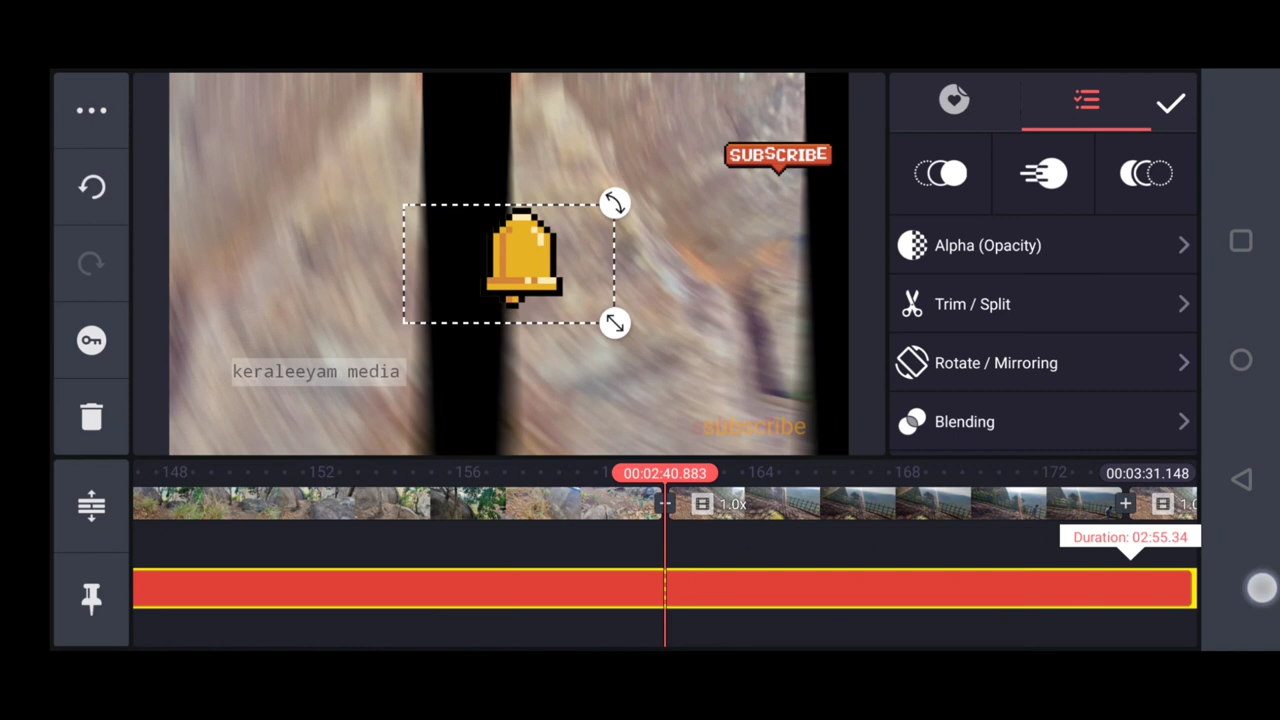 SUBSCRIBE
Alpha (Opacity)
Trim / Split
Rotate / Mirroring
Blending
keraleeyam media
subscribe
148
152
156
00:02:40.883
164
168
172
00:03:31.148
1.0x
Duration: 02:55.34